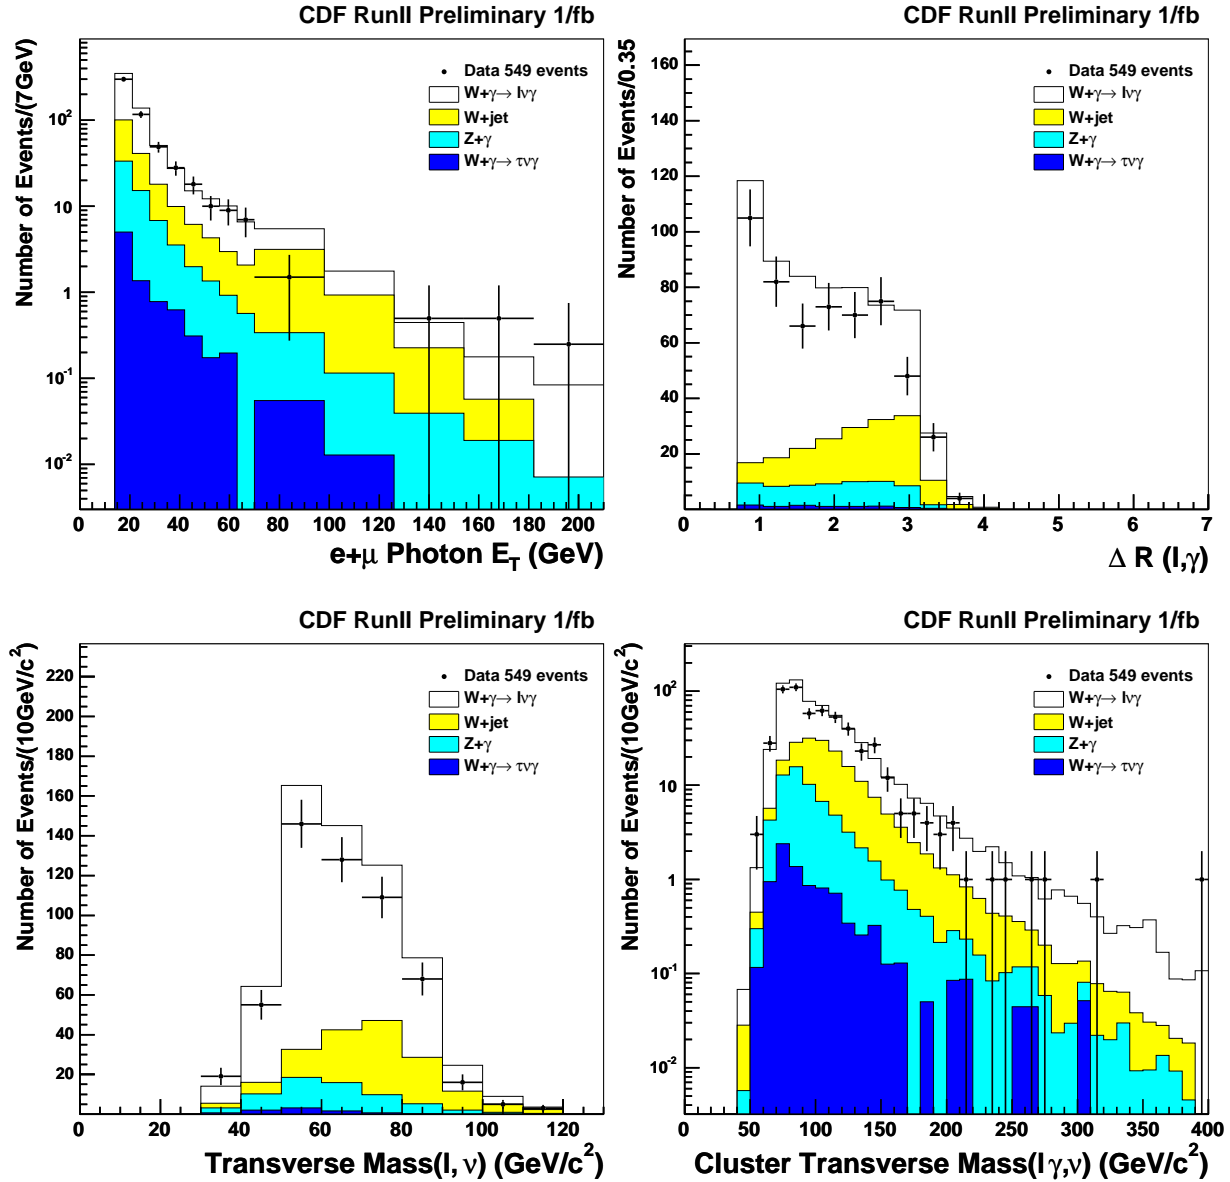 CDF RunII Preliminary 1/fb
Number of Events/(7GeV)
Data 549 events
W+γ→ lνγ
W+jet
Z+γ
W+γ→ τνγ
10²
10
1
10⁻¹
10⁻²
0 20 40 60 80 100 120 140 160 180 200
e+μ Photon E_T (GeV)
CDF RunII Preliminary 1/fb
Number of Events/0.35
Data 549 events
W+γ→ lνγ
W+jet
Z+γ
W+γ→ τνγ
160
140
120
100
80
60
40
20
0 1 2 3 4 5 6 7
Δ R (l,γ)
CDF RunII Preliminary 1/fb
Number of Events/(10GeV/c²)
Data 549 events
W+γ→ lνγ
W+jet
Z+γ
W+γ→ τνγ
220
200
180
160
140
120
100
80
60
40
20
0 20 40 60 80 100 120
Transverse Mass(l, ν) (GeV/c²)
CDF RunII Preliminary 1/fb
Number of Events/(10GeV/c²)
Data 549 events
W+γ→ lνγ
W+jet
Z+γ
W+γ→ τνγ
10²
10
1
10⁻¹
10⁻²
0 50 100 150 200 250 300 350 400
Cluster Transverse Mass(lγ,ν) (GeV/c²)